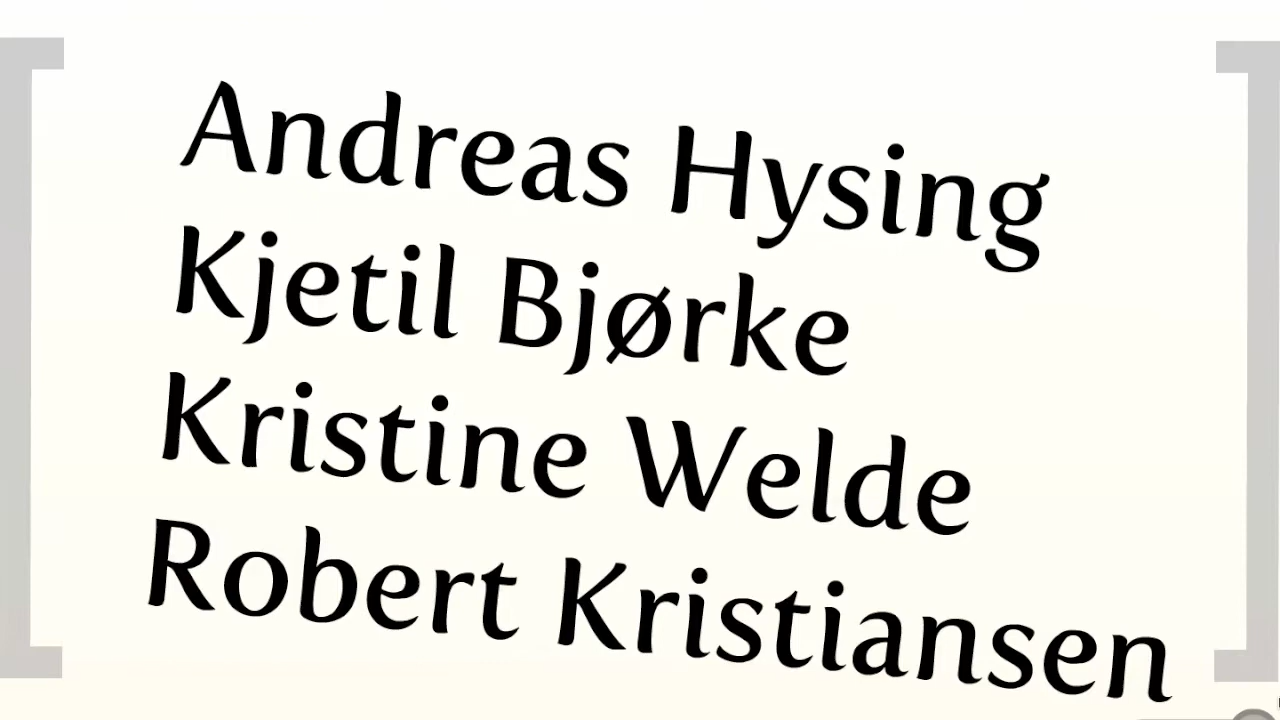 Andreas Hysing
Kjetil Bjørke
Kristine Welde
Robert Kristiansen